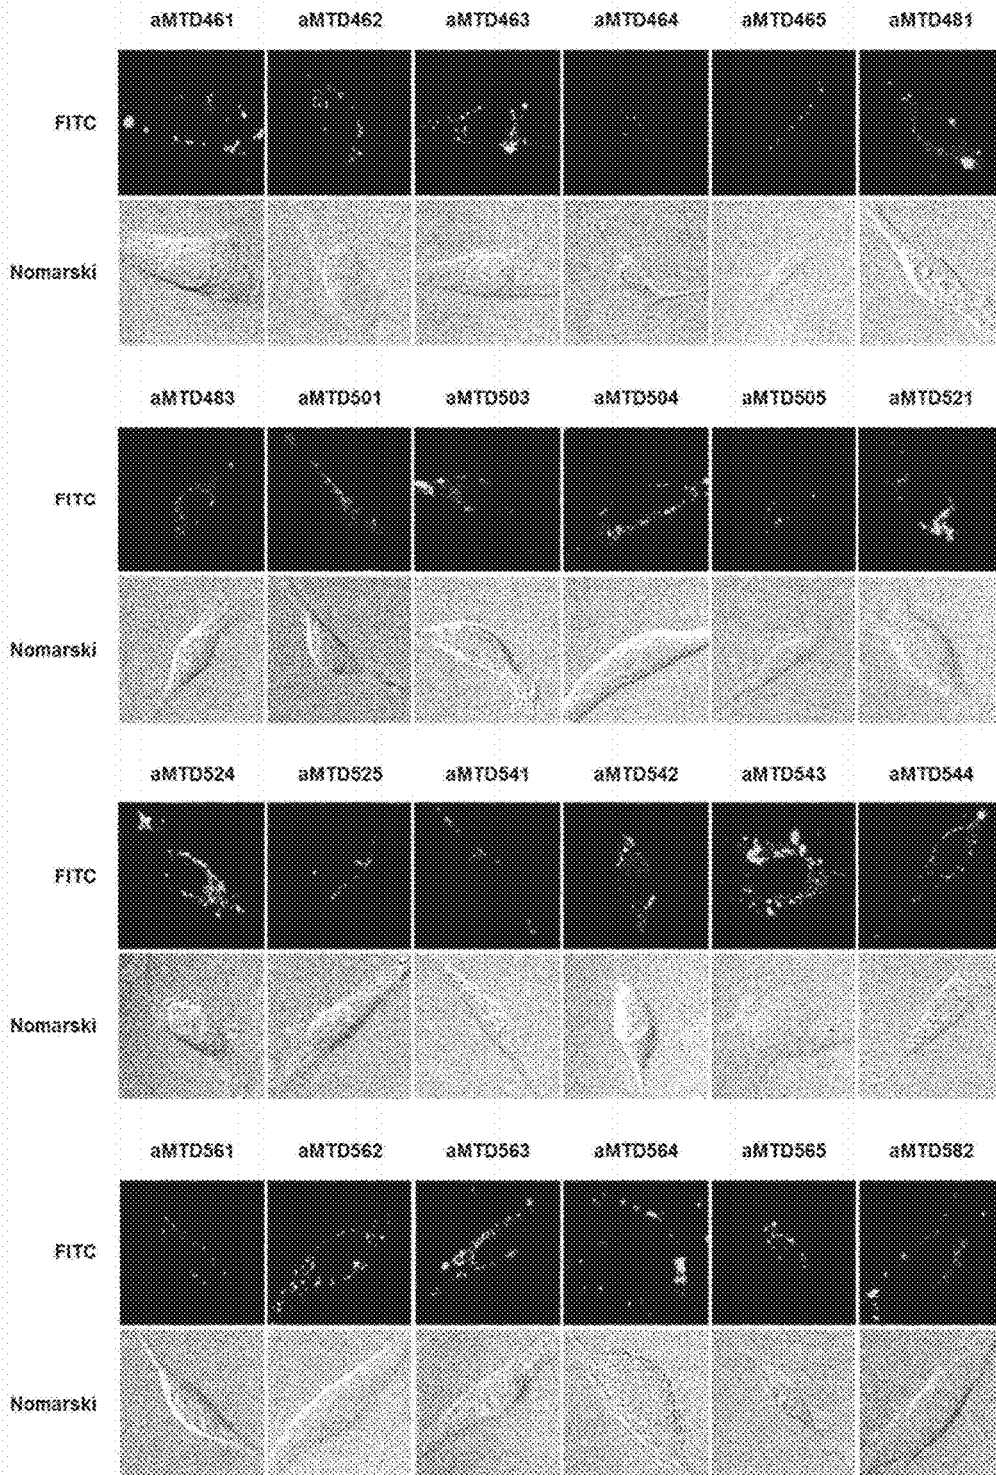 aMTD461 aMTD462 aMTD463 aMTD464 aMTD465 aMTD481
FITC
Nomarski
aMTD483 aMTD501 aMTD503 aMTD504 aMTD505 aMTD521
FITC
Nomarski
aMTD524 aMTD525 aMTD541 aMTD542 aMTD543 aMTD544
FITC
Nomarski
aMTD561 aMTD562 aMTD563 aMTD564 aMTD565 aMTD582
FITC
Nomarski